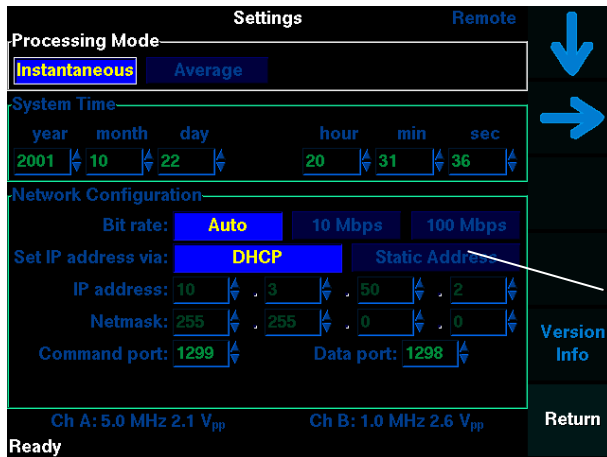 Settings Remote
Processing Mode
Instantaneous Average
System Time
year month day hour min sec
2001 10 22 20 31 36
Network Configuration
Bit rate: Auto 10 Mbps 100 Mbps
Set IP address via: DHCP Static Address
IP address: 10 . 3 . 50 . 2
Netmask: 255 . 255 . 0 . 0
Version
Info
Command port: 1299 Data port: 1298
Ch A: 5.0 MHz 2.1 Vpp Ch B: 1.0 MHz 2.6 Vpp
Return
Ready